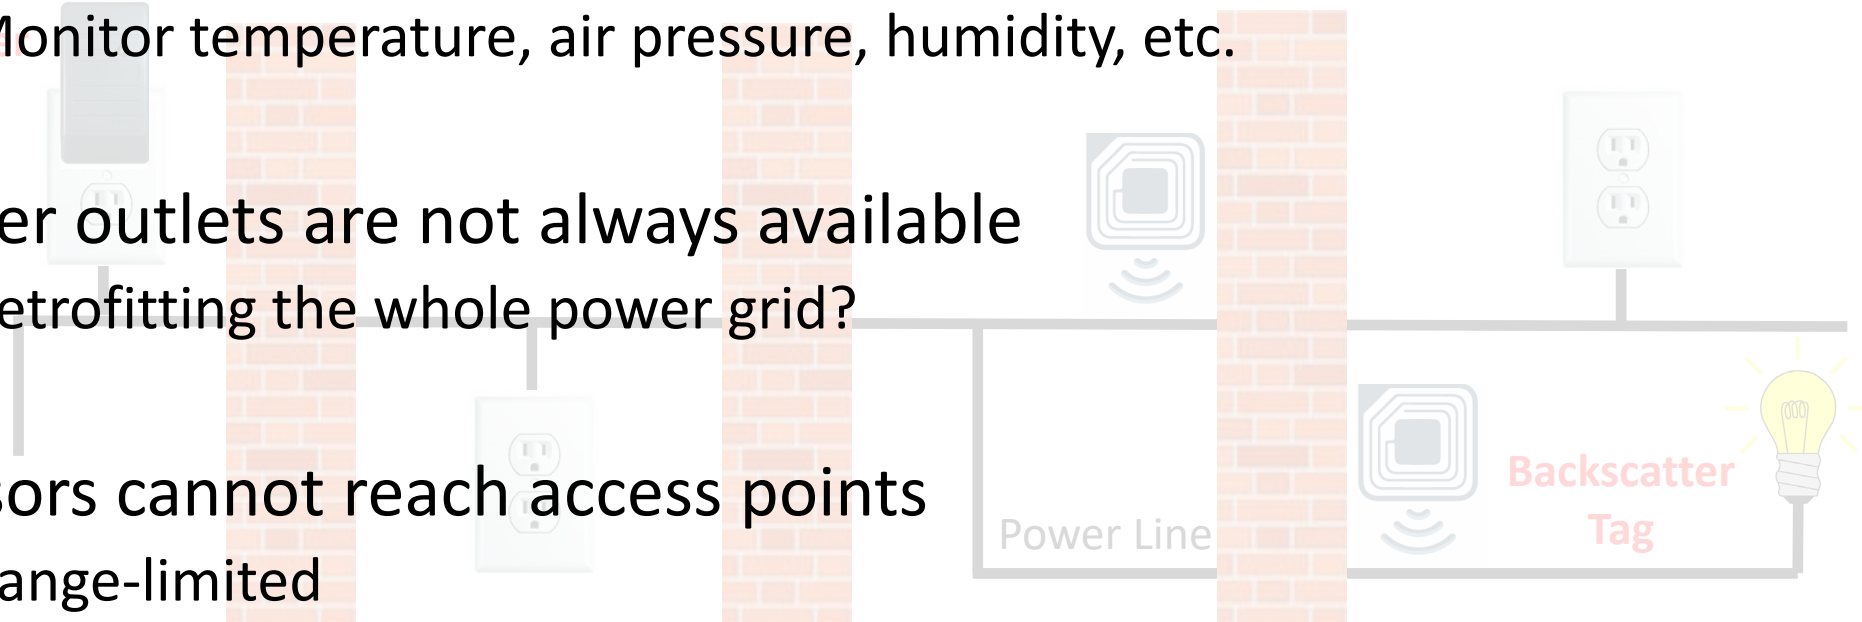 Monitor temperature, air pressure, humidity, etc.
er outlets are not always available
etrofitting the whole power grid?
sors cannot reach access points
ange-limited
Power Line
Backscatter
Tag